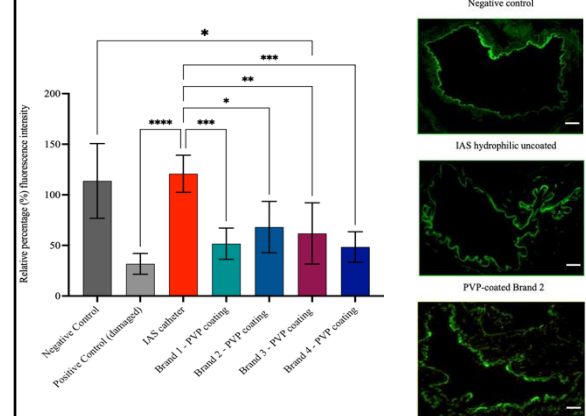 Negative control
*
***
**
*
****
***
200
150
100
50
0
Relative percentage (%) fluorescence intensity
Negative Control
Positive Control (damaged)
IAS catheter
Brand 1 - PVP coating
Brand 2 - PVP coating
Brand 3 - PVP coating
Brand 4 - PVP coating
IAS hydrophilic uncoated
PVP-coated Brand 2